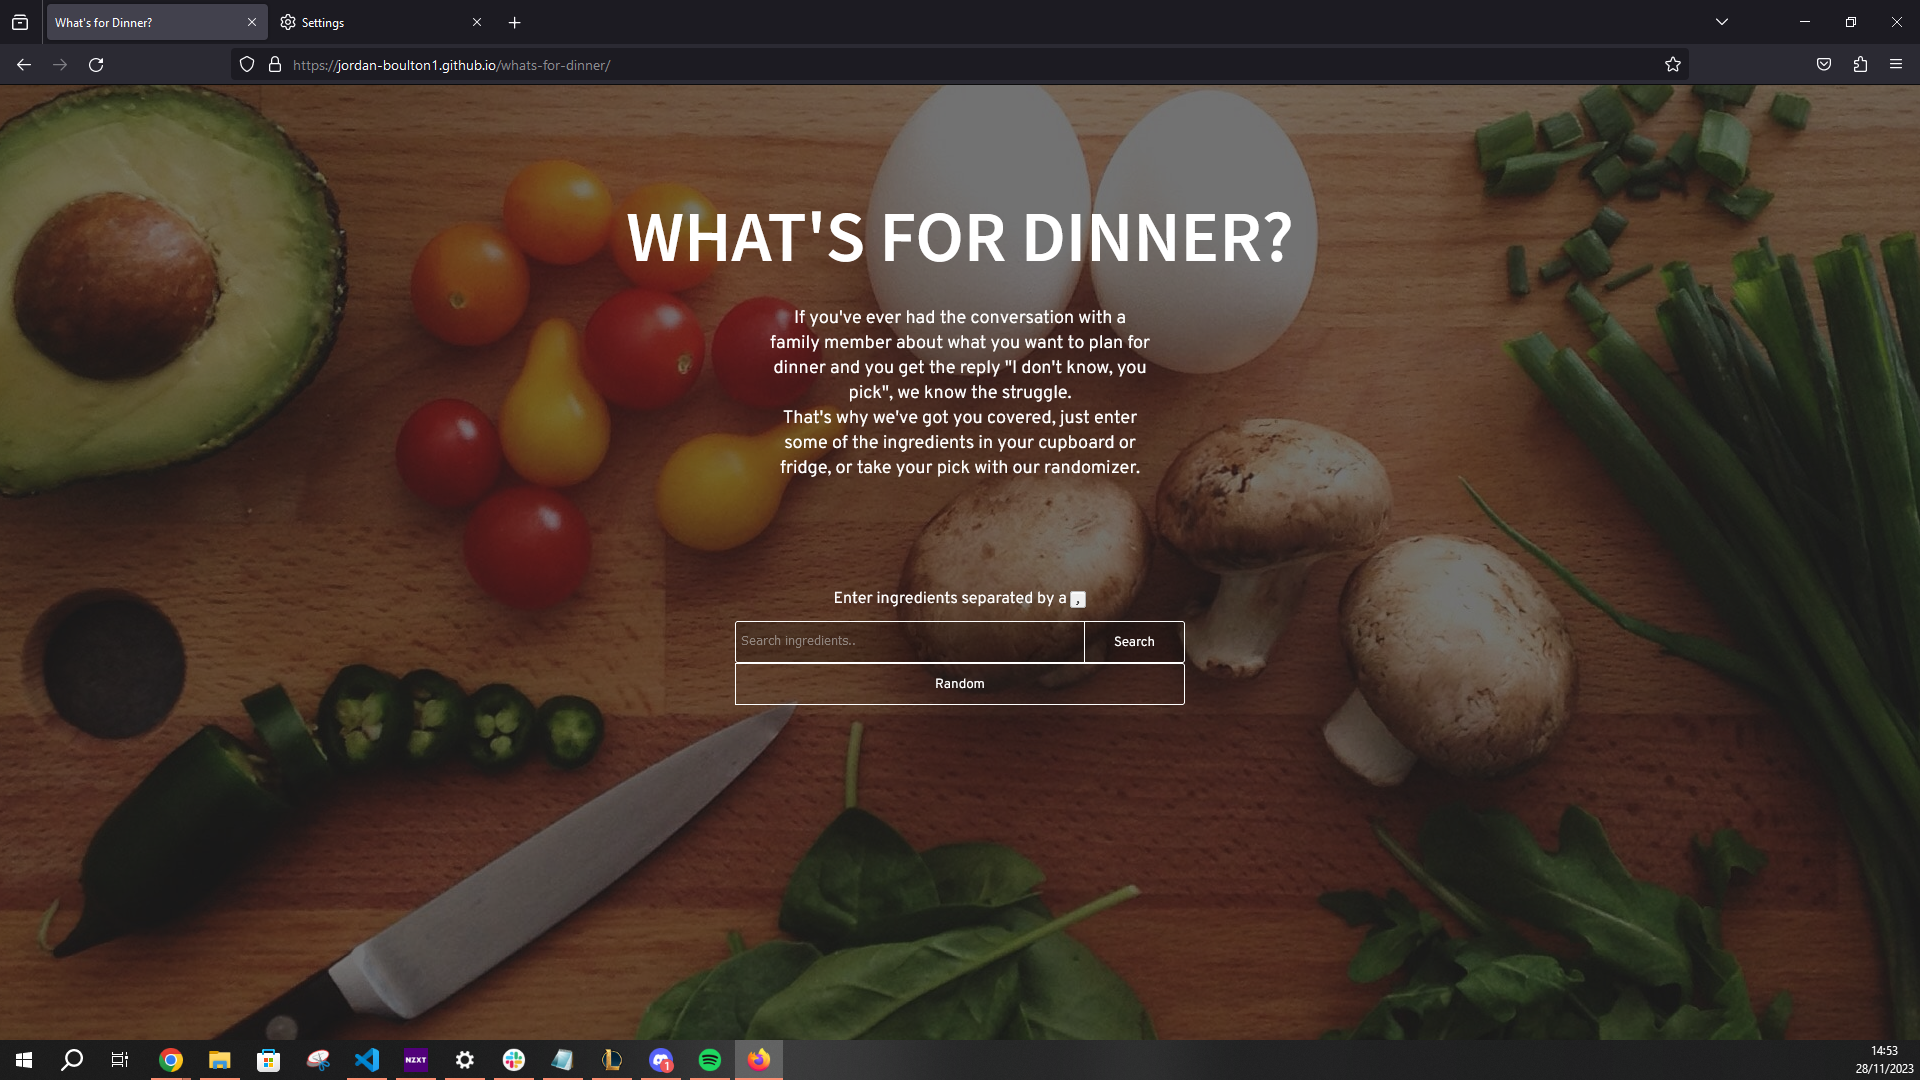 What's for Dinner?
Settings
https://jordan-boulton1.github.io/whats-for-dinner/
WHAT'S FOR DINNER?
If you've ever had the conversation with a
family member about what you want to plan for
dinner and you get the reply "I don't know, you
pick", we know the struggle.
That's why we've got you covered, just enter
some of the ingredients in your cupboard or
fridge, or take your pick with our randomizer.
Enter ingredients separated by a ,
Search ingredients..
Search
Random
NZXT
1
14:53
28/11/2023